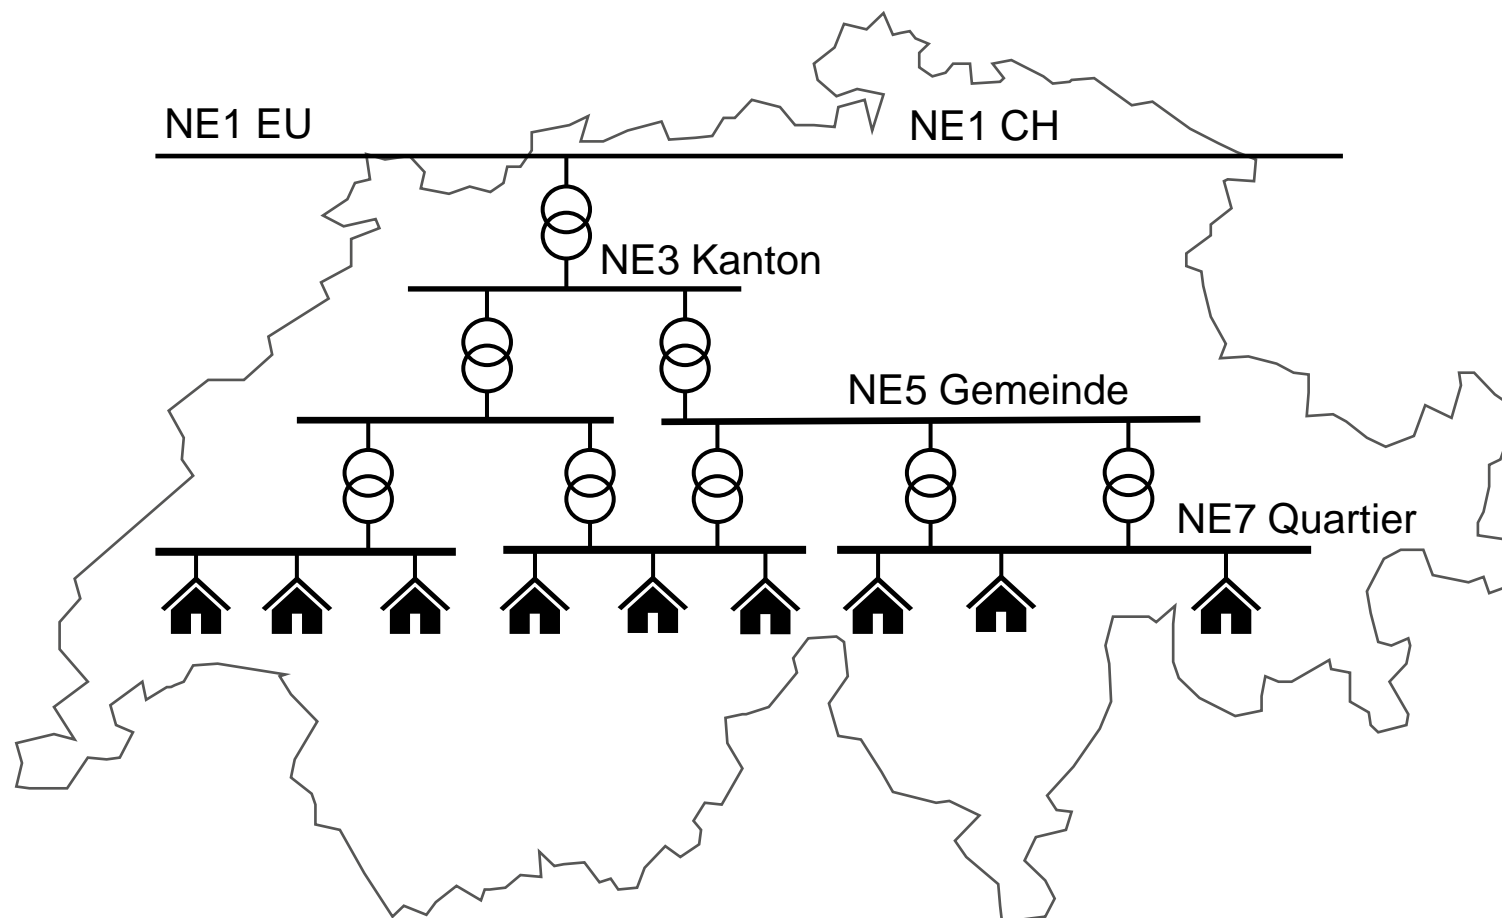 NE1 EU
NE1 CH
NE3 Kanton
NE5 Gemeinde
NE7 Quartier